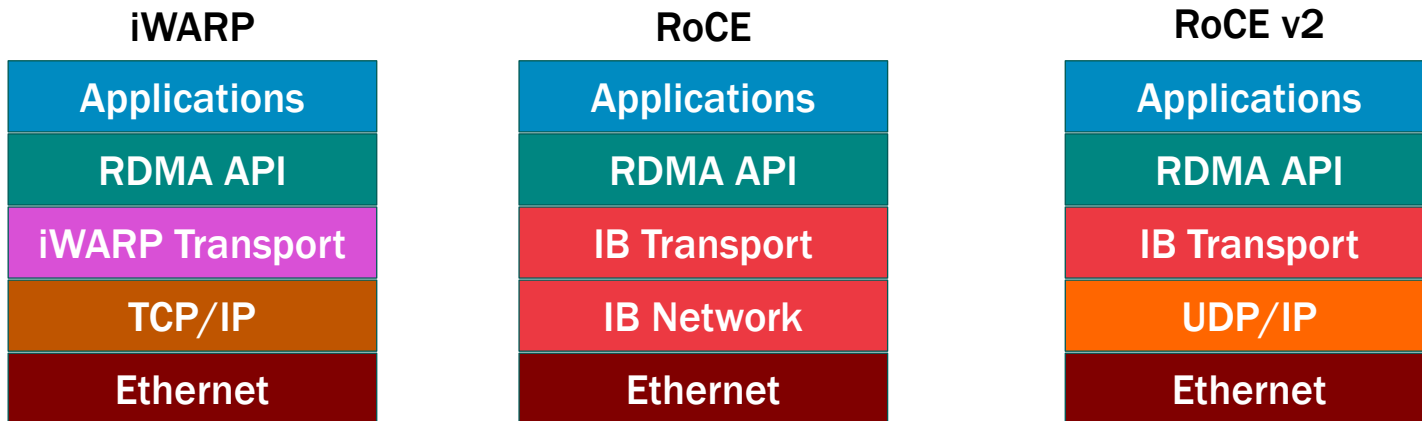 iWARP
Applications
RDMA API
iWARP Transport
TCP/IP
Ethernet
RoCE
Applications
RDMA API
IB Transport
IB Network
Ethernet
RoCE v2
Applications
RDMA API
IB Transport
UDP/IP
Ethernet